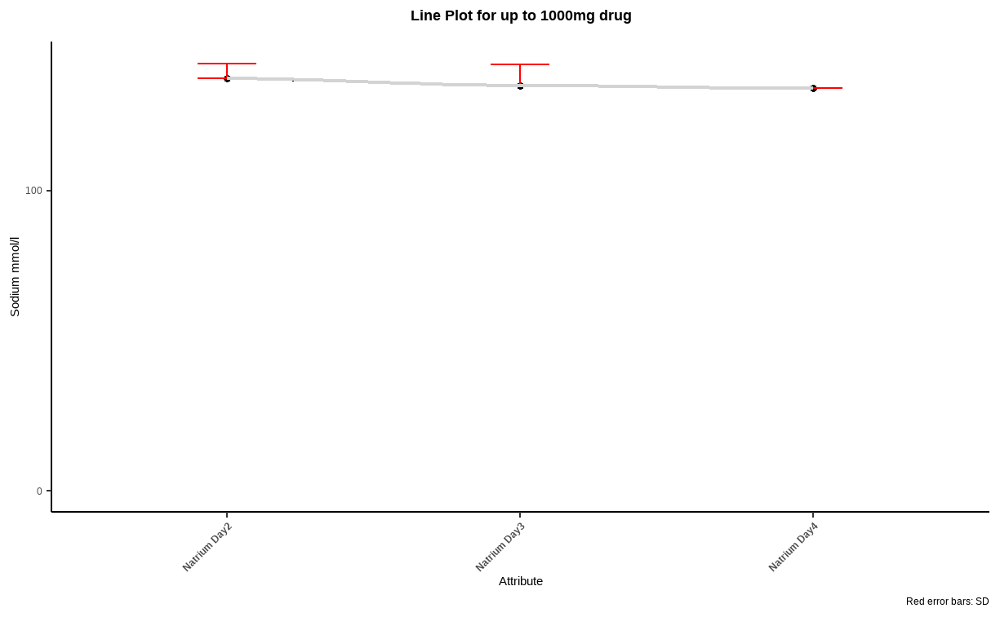 Line Plot for up to 1000mg drug
Sodium mmol/l
100
0
Natrium Day2
Natrium Day3
Natrium Day4
Attribute
Red error bars: SD